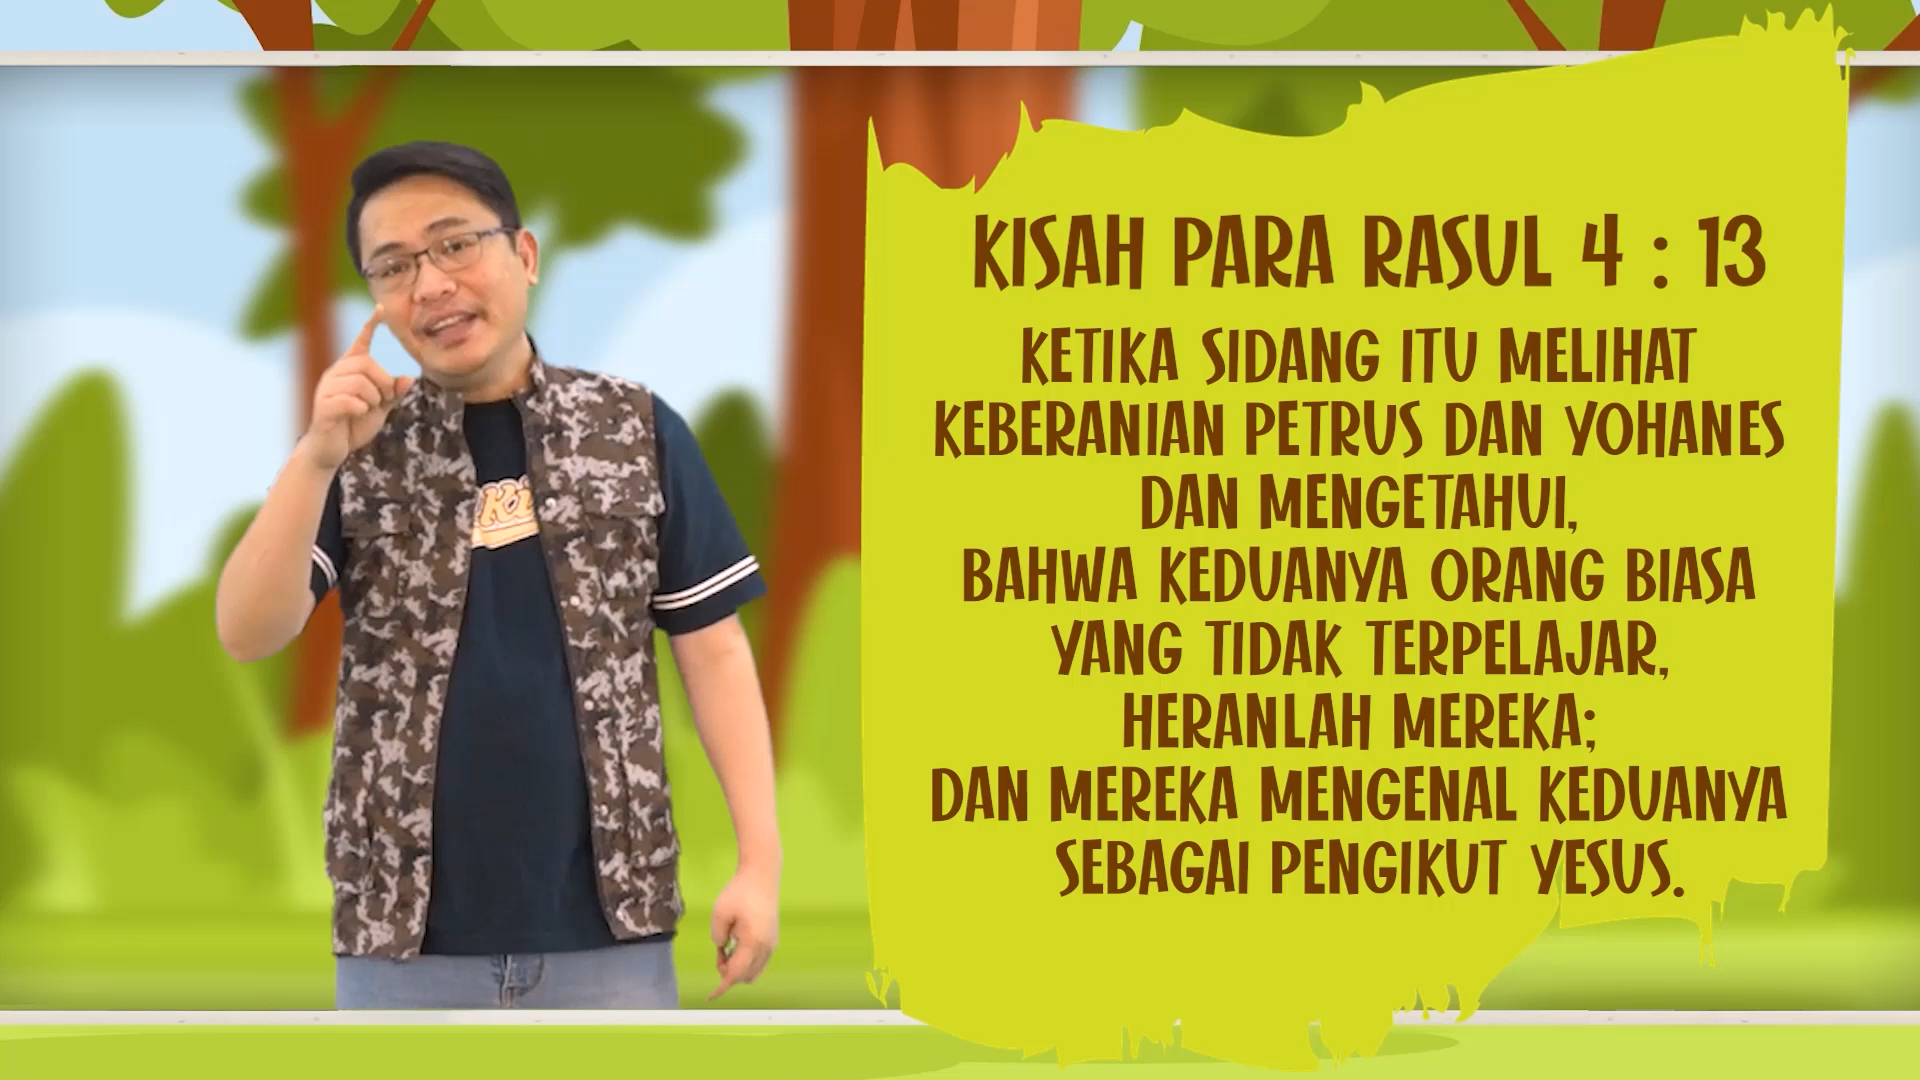 KISAH PARA RASUL 4 : 13
KETIKA SIDANG ITU MELIHAT
KEBERANIAN PETRUS DAN YOHANES
DAN MENGETAHUI,
BAHWA KEDUANYA ORANG BIASA
YANG TIDAK TERPELAJAR,
HERANLAH MEREKA;
DAN MEREKA MENGENAL KEDUANYA
SEBAGAI PENGIKUT YESUS.